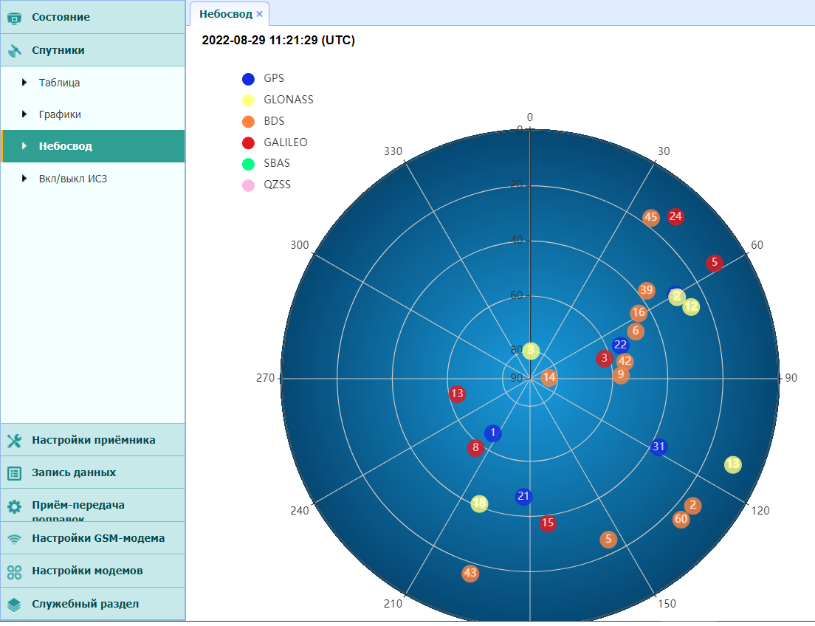 Состояние
Спутники
Таблица
Графики
Небосвод
Вкл/выкл ИСЗ
Настройки приёмника
Запись данных
Приём-передача
поправок
Настройки GSM-модема
Настройки модемов
Служебный раздел
Небосвод ×
2022-08-29 11:21:29 (UTC)
GPS
GLONASS
BDS
GALILEO
SBAS
QZSS
0
330
30
0
20
45
24
300
40
60
5
39
60
2
12
16
6
22
80
3
3
42
270
90
14
9
90
13
1
8
31
13
21
18
2
240
15
60
120
5
43
210
150